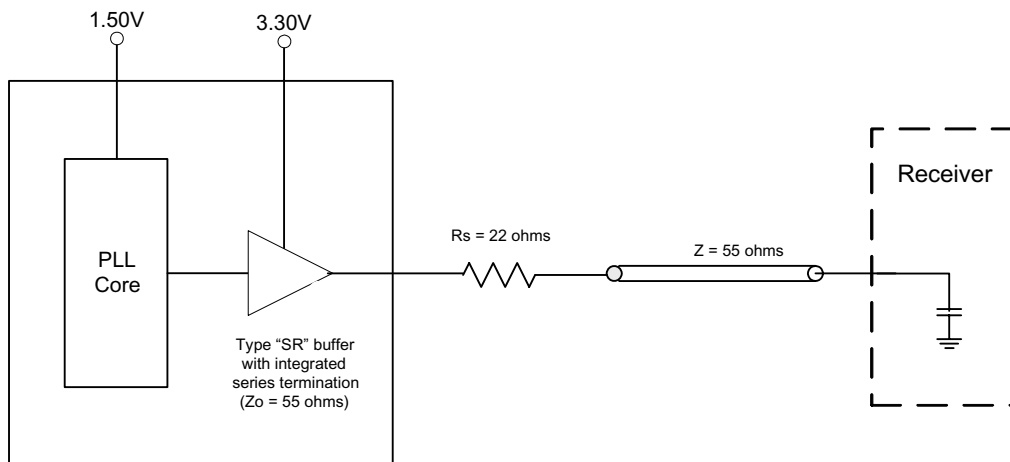 1.50V
3.30V
PLL
Core
Type “SR” buffer
with integrated
series termination
(Zo = 55 ohms)
Rs = 22 ohms
Z = 55 ohms
Receiver